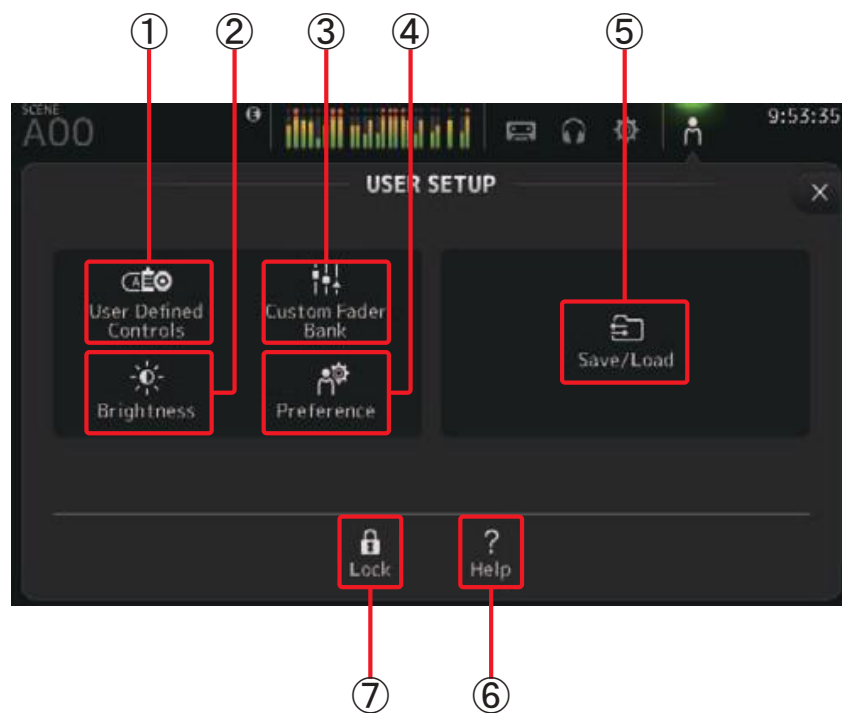 ① ② ③ ④ ⑤
SCENE
A00
E
9:53:35
USER SETUP
User Defined
Controls
Custom Fader
Bank
Save/Load
Brightness
Preference
Lock
Help
⑦ ⑥